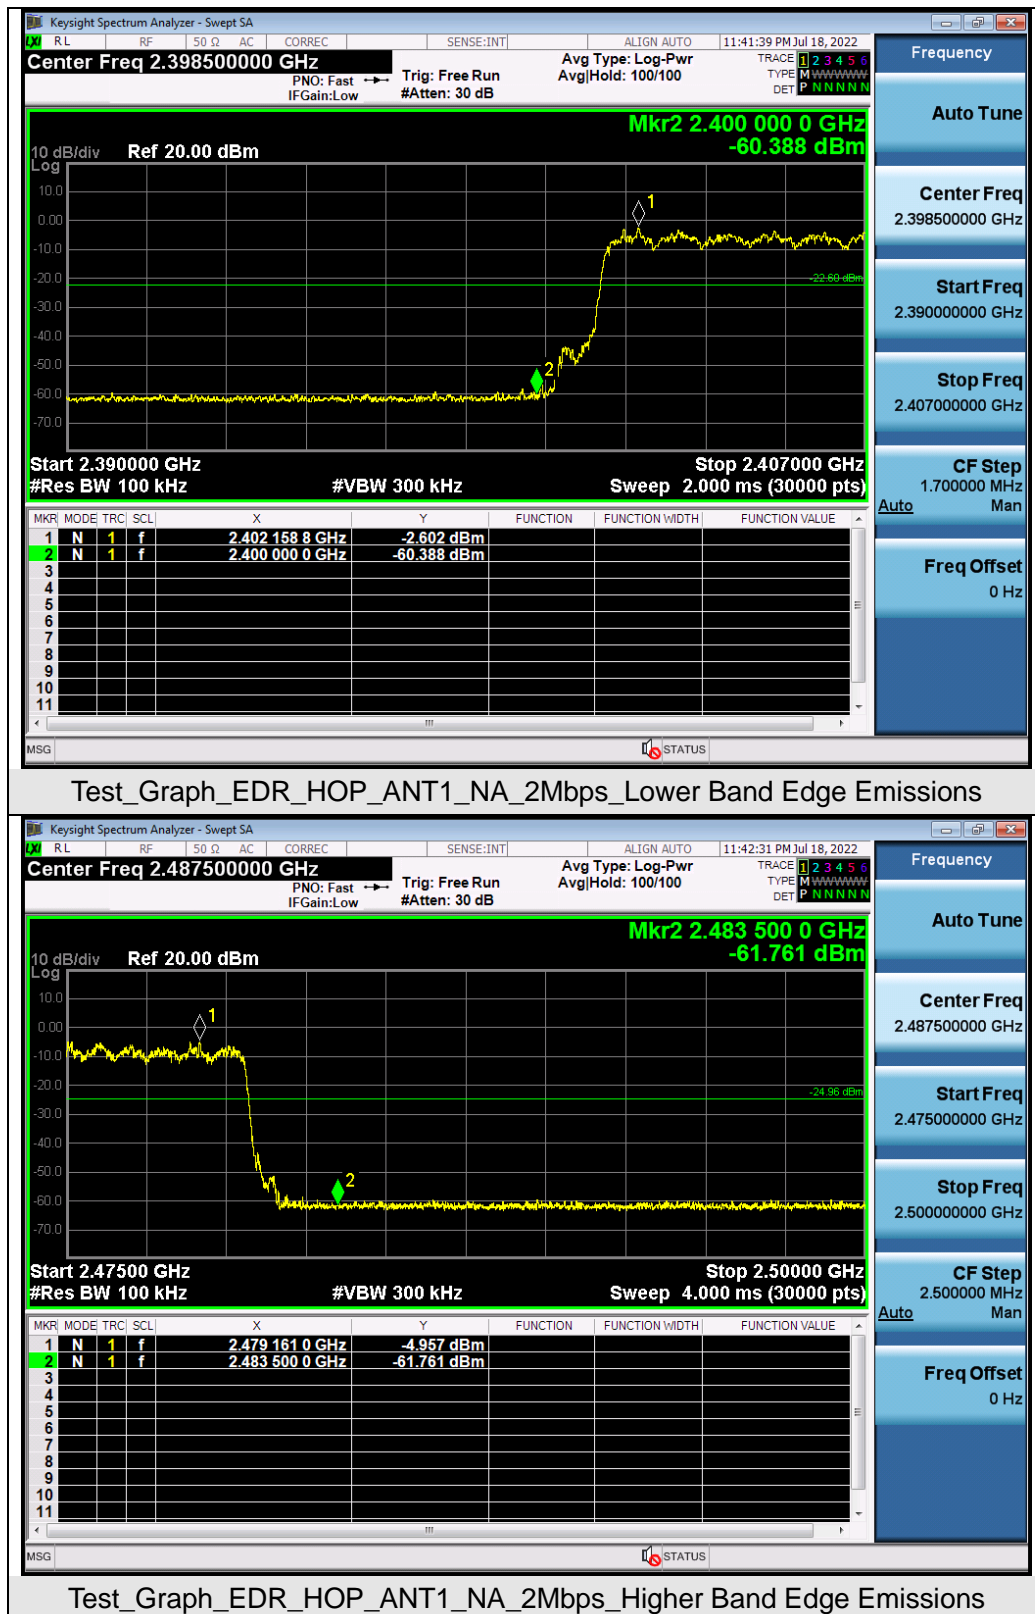 Keysight Spectrum Analyzer - Swept SA
LXI RL RF 50 Ω AC CORREC SENSE:INT ALIGN AUTO 11:41:39 PM Jul 18, 2022
Center Freq 2.398500000 GHz
PNO: Fast
IFGain:Low
Trig: Free Run
#Atten: 30 dB
Avg Type: Log-Pwr
Avg|Hold: 100/100
TRACE 1 2 3 4 5 6
TYPE M WWWWW
DET P N N N N N
Frequency
Mkr2 2.400 000 0 GHz
-60.388 dBm
10 dB/div Ref 20.00 dBm
Log
10.0
0.00
-10.0
-20.0
-30.0
-40.0
-50.0
-60.0
-70.0
1
-22.60 dBm
2
Start 2.390000 GHz Stop 2.407000 GHz
#Res BW 100 kHz #VBW 300 kHz Sweep 2.000 ms (30000 pts)
MKR MODE TRC SCL X Y FUNCTION FUNCTION WIDTH FUNCTION VALUE
1 N 1 f 2.402 158 8 GHz -2.602 dBm
2 N 1 f 2.400 000 0 GHz -60.388 dBm
3
4
5
6
7
8
9
10
11
MSG STATUS
Auto Tune
Center Freq
2.398500000 GHz
Start Freq
2.390000000 GHz
Stop Freq
2.407000000 GHz
CF Step
1.700000 MHz
Auto Man
Freq Offset
0 Hz
Test_Graph_EDR_HOP_ANT1_NA_2Mbps_Lower Band Edge Emissions
Keysight Spectrum Analyzer - Swept SA
LXI RL RF 50 Ω AC CORREC SENSE:INT ALIGN AUTO 11:42:31 PM Jul 18, 2022
Center Freq 2.487500000 GHz
PNO: Fast
IFGain:Low
Trig: Free Run
#Atten: 30 dB
Avg Type: Log-Pwr
Avg|Hold: 100/100
TRACE 1 2 3 4 5 6
TYPE M WWWWW
DET P N N N N N
Frequency
Mkr2 2.483 500 0 GHz
-61.761 dBm
10 dB/div Ref 20.00 dBm
Log
10.0
0.00
-10.0
-20.0
-30.0
-40.0
-50.0
-60.0
-70.0
1
-24.96 dBm
2
Start 2.47500 GHz Stop 2.50000 GHz
#Res BW 100 kHz #VBW 300 kHz Sweep 4.000 ms (30000 pts)
MKR MODE TRC SCL X Y FUNCTION FUNCTION WIDTH FUNCTION VALUE
1 N 1 f 2.479 161 0 GHz -4.957 dBm
2 N 1 f 2.483 500 0 GHz -61.761 dBm
3
4
5
6
7
8
9
10
11
MSG STATUS
Auto Tune
Center Freq
2.487500000 GHz
Start Freq
2.475000000 GHz
Stop Freq
2.500000000 GHz
CF Step
2.500000 MHz
Auto Man
Freq Offset
0 Hz
Test_Graph_EDR_HOP_ANT1_NA_2Mbps_Higher Band Edge Emissions